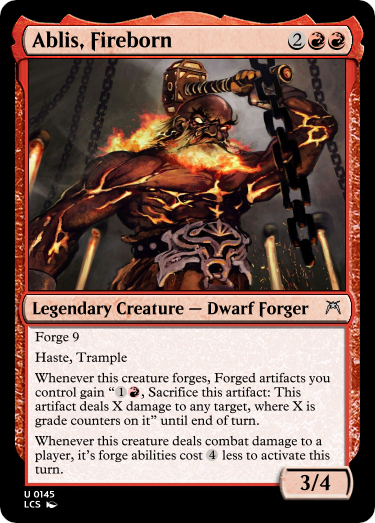 Ablis, Fireborn 2
Legendary Creature — Dwarf Forger
Forge 9
Haste, Trample
Whenever this creature forges, Forged artifacts you
control gain “1, Sacrifice this artifact: This
artifact deals X damage to any target, where X is
grade counters on it” until end of turn.
Whenever this creature deals combat damage to a
player, it's forge abilities cost 4 less to activate this
turn.
3/4
U 0145
LCS